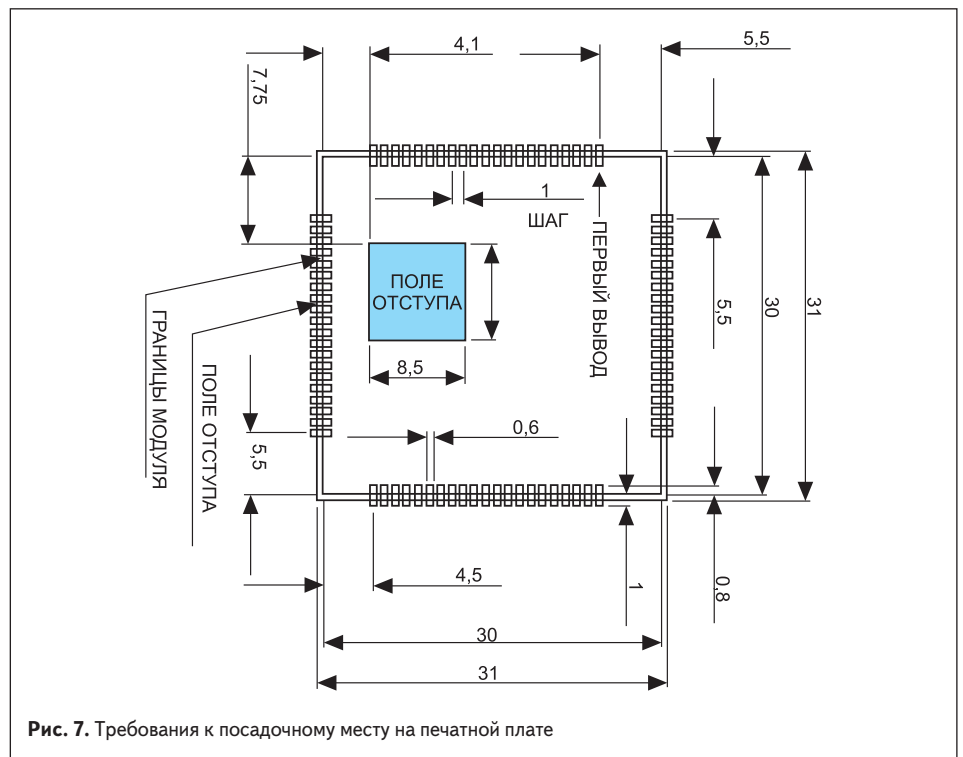 4,1
5,5
7,75
1
ШАГ
ПЕРВЫЙ ВЫВОД
ПОЛЕ
ОТСТУПА
8,5
5,5
30
31
ГРАНИЦЫ МОДУЛЯ
ПОЛЕ ОТСТУПА
5,5
0,6
4,5
1
0,8
30
31
Рис. 7. Требования к посадочному месту на печатной плате